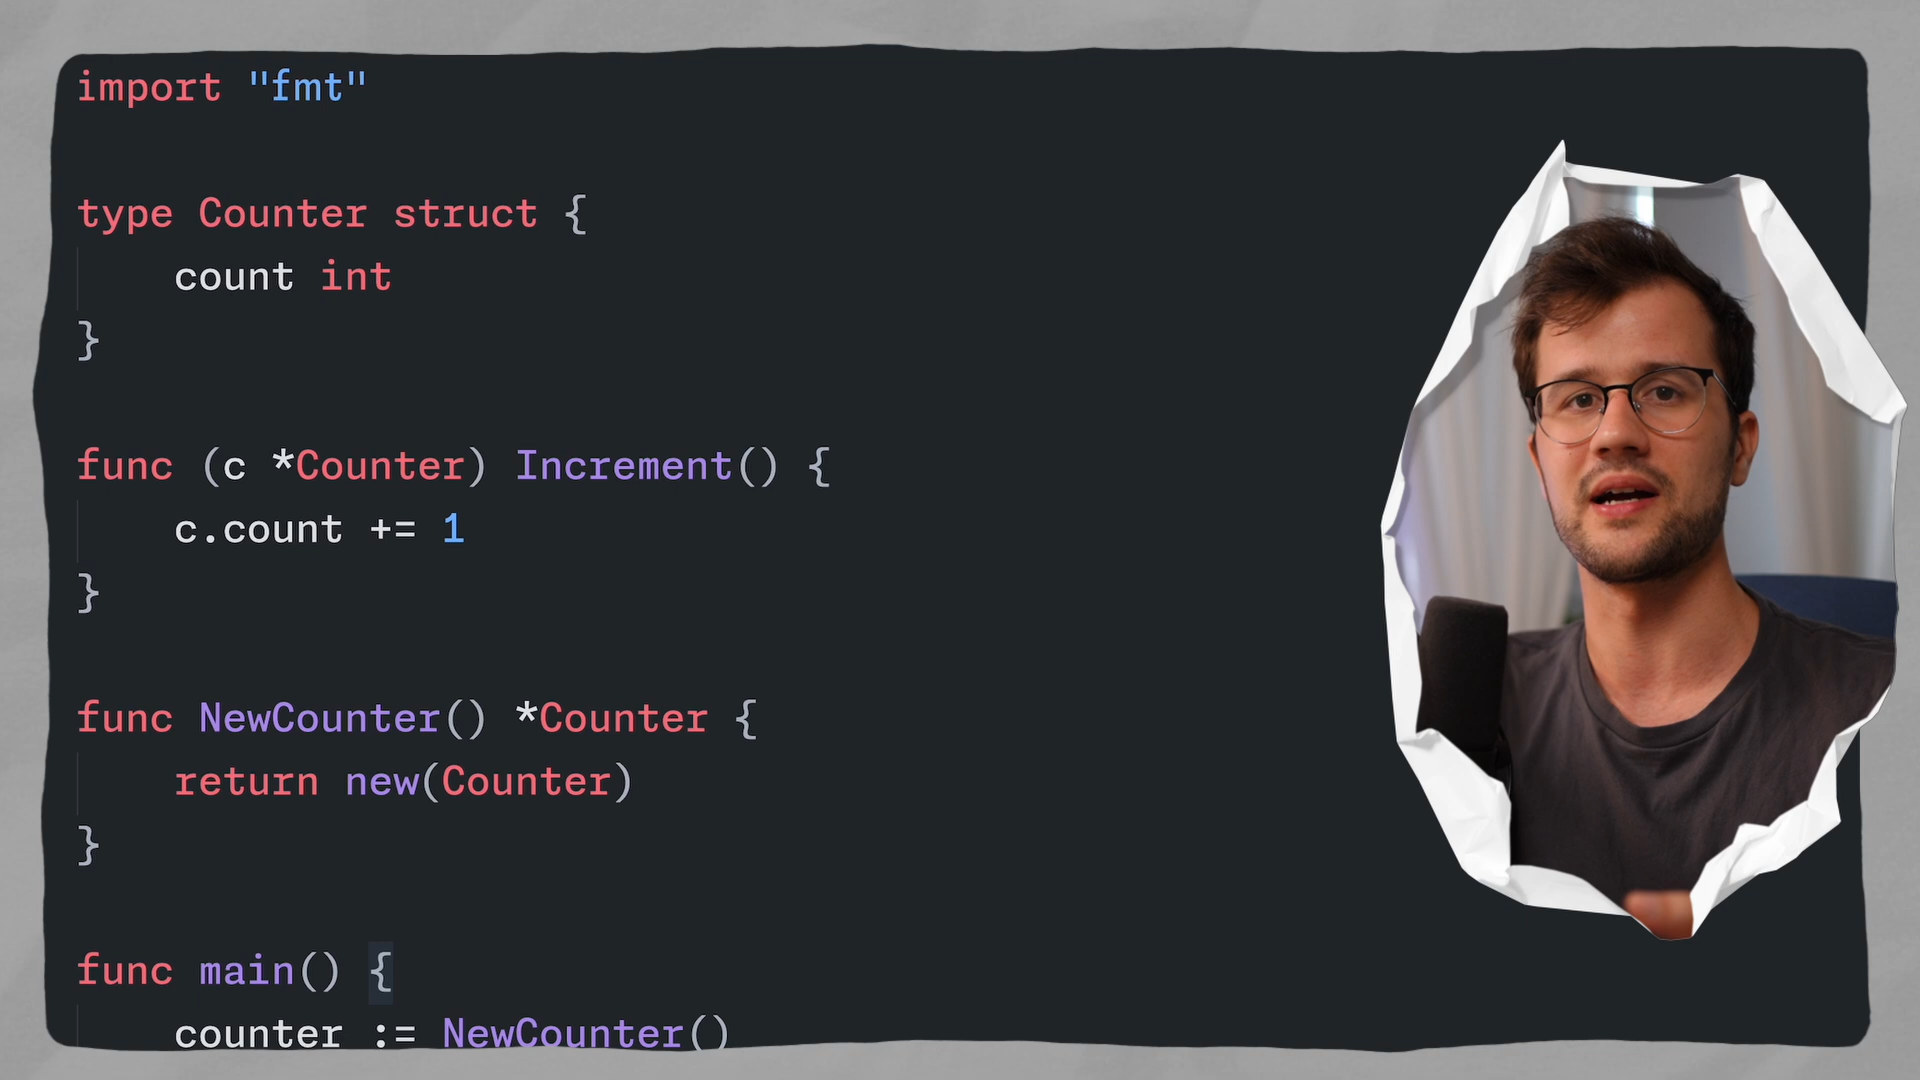 import "fmt"
type Counter struct {
count int
}
func (c *Counter) Increment() {
c.count += 1
}
func NewCounter() *Counter {
return new(Counter)
}
func main() {
counter := NewCounter()